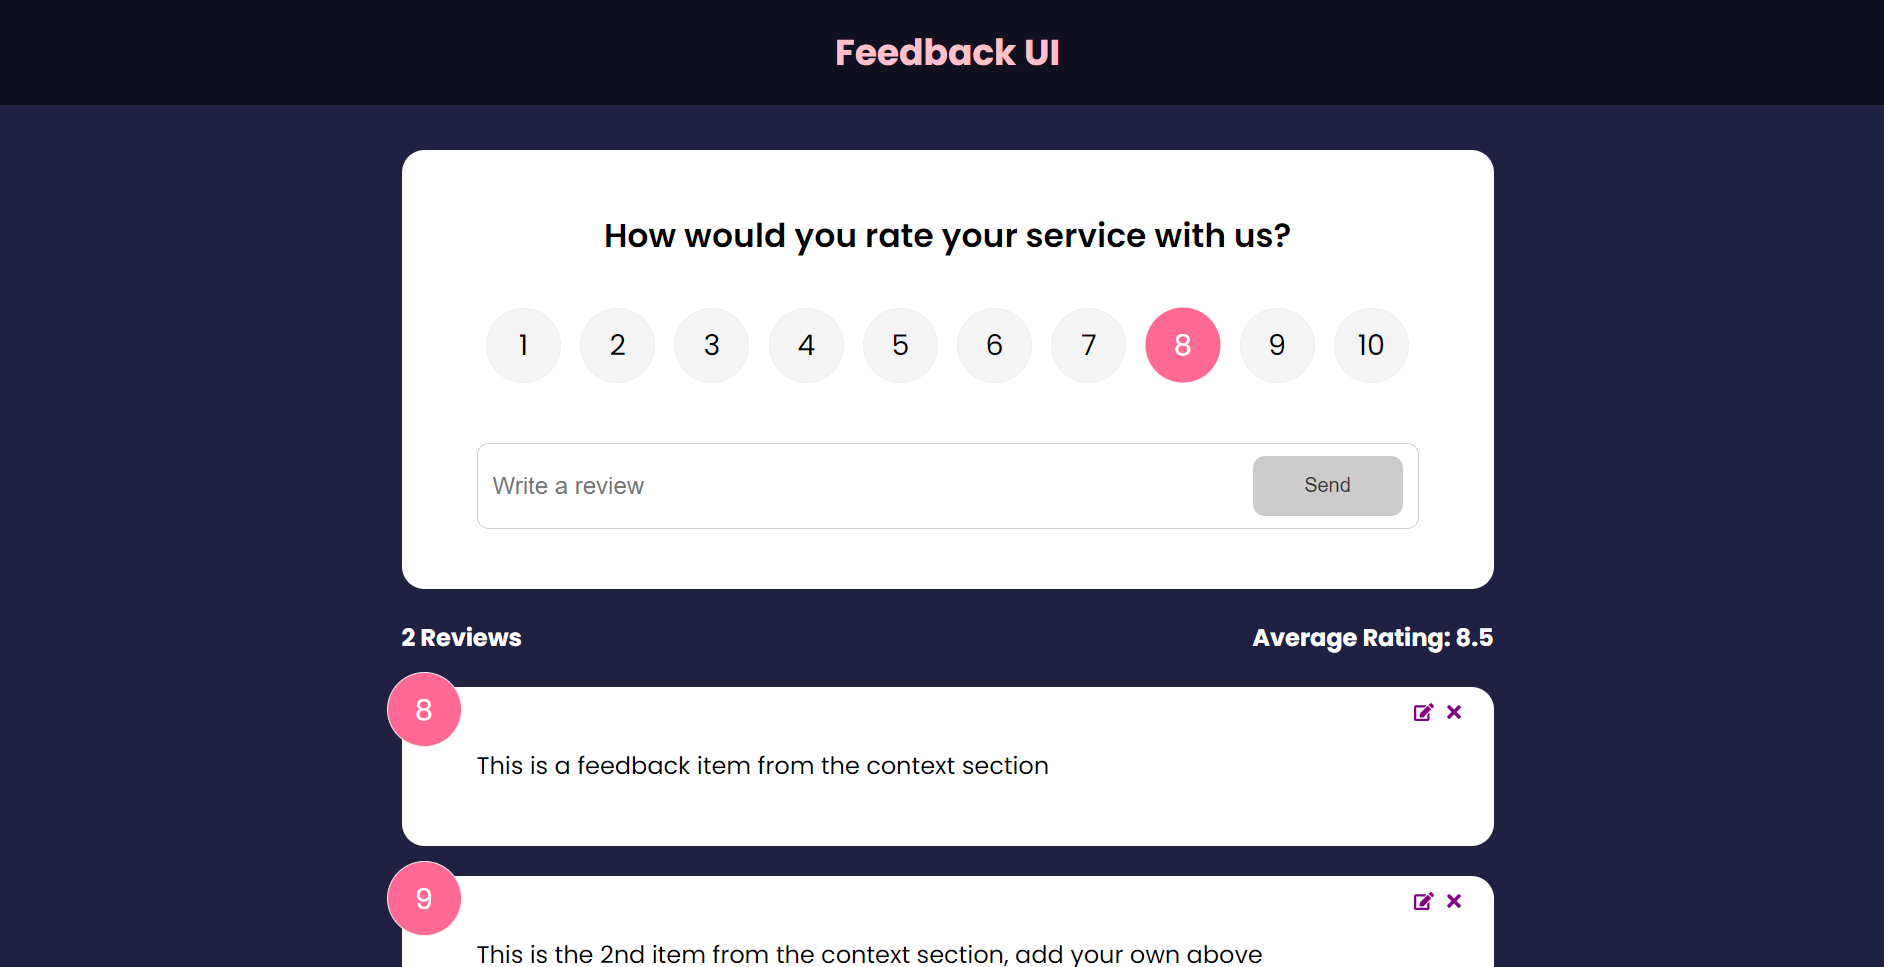 Feedback UI
How would you rate your service with us?
1 2 3 4 5 6 7 8 9 10
Write a review Send
2 Reviews Average Rating: 8.5
8
This is a feedback item from the context section
9
This is the 2nd item from the context section, add your own above